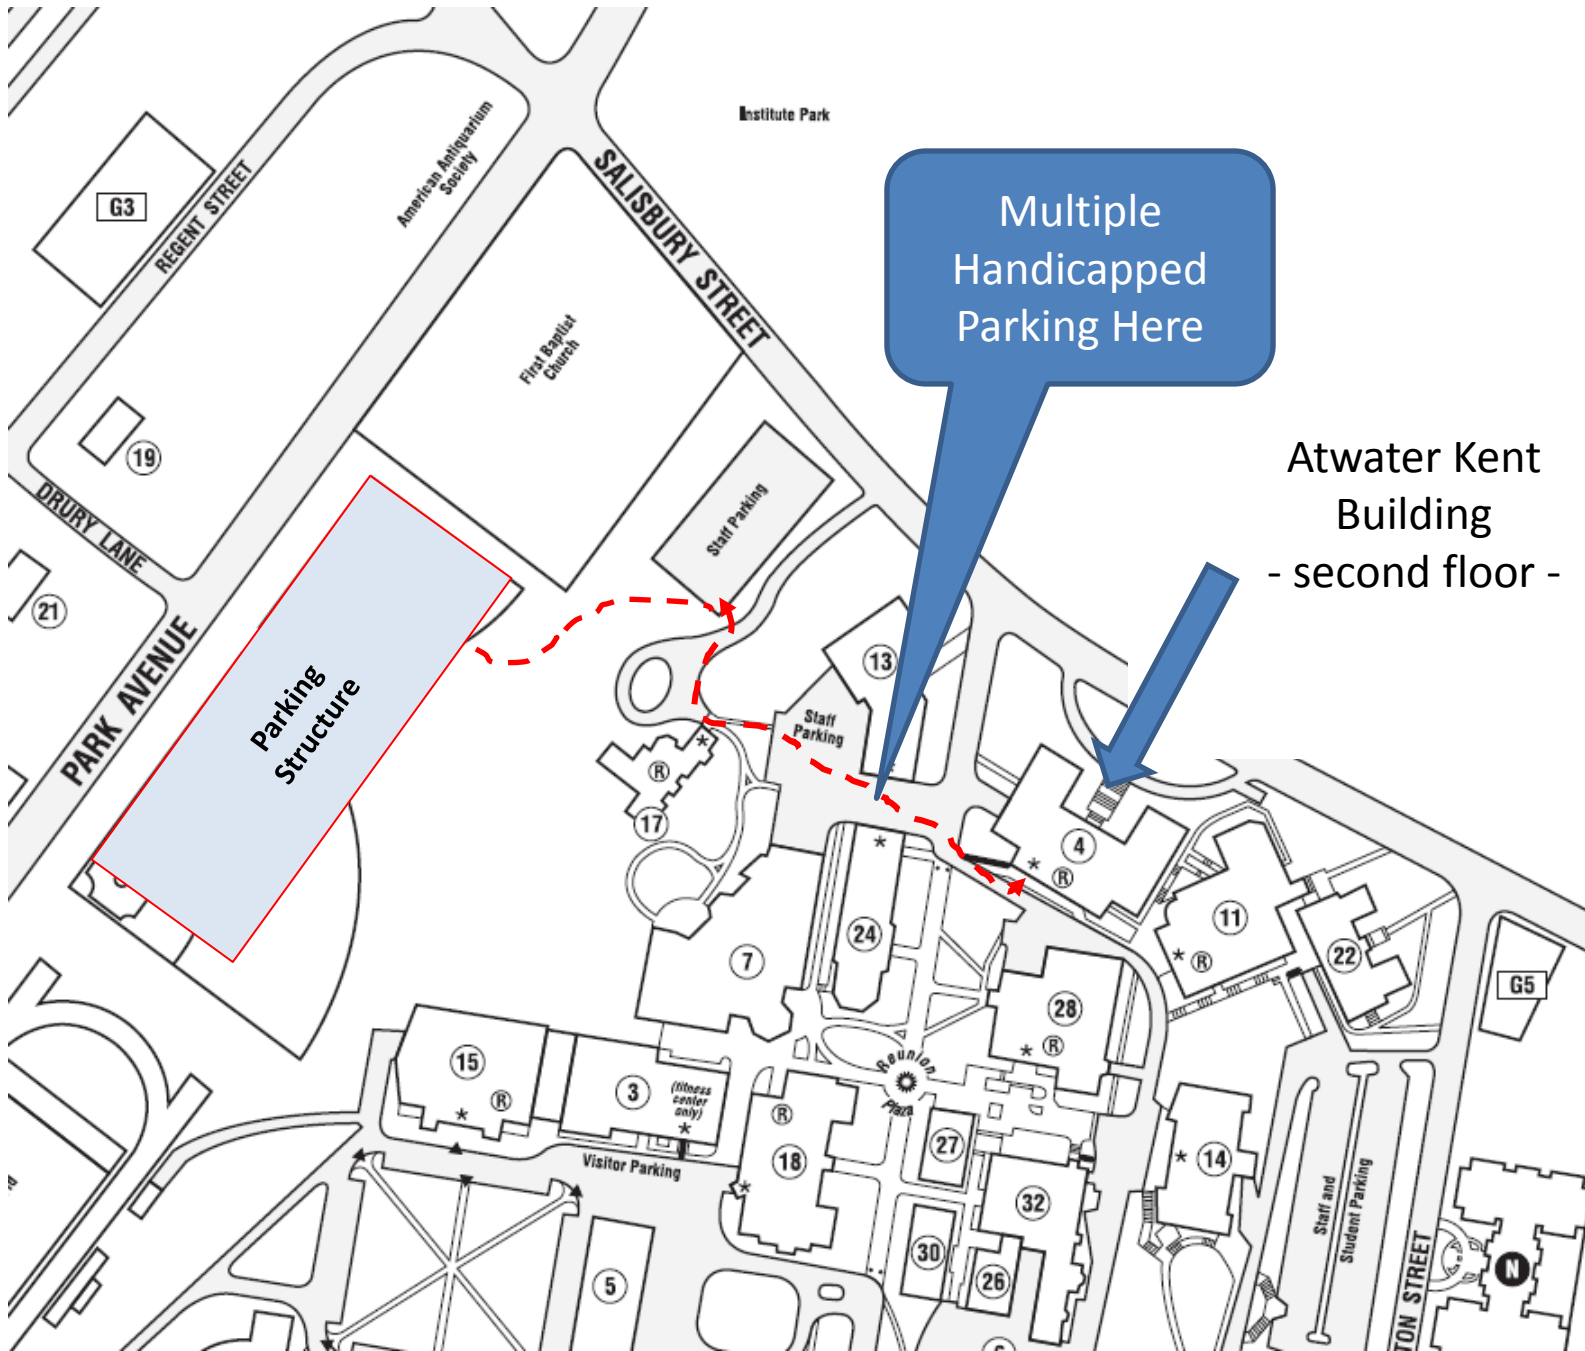 Institute Park
American Antiquarium
Society
SALISBURY STREET
G3
REGENT STREET
Multiple
Handicapped
Parking Here
First Baptist
Church
19
Atwater Kent
Building
- second floor -
DRURY LANE
Staff Parking
21
PARK AVENUE
Parking
Structure
13
Staff
Parking
*
*
R
17
*
4
*
R
24
11
*
R
22
7
G5
28
*
R
Reunion
Plaza
15
R
*
3
(fitness
center
only)
*
R
18
*
27
14
*
Visitor Parking
32
Staff and
Student Parking
30
26
5
N
TON STREET